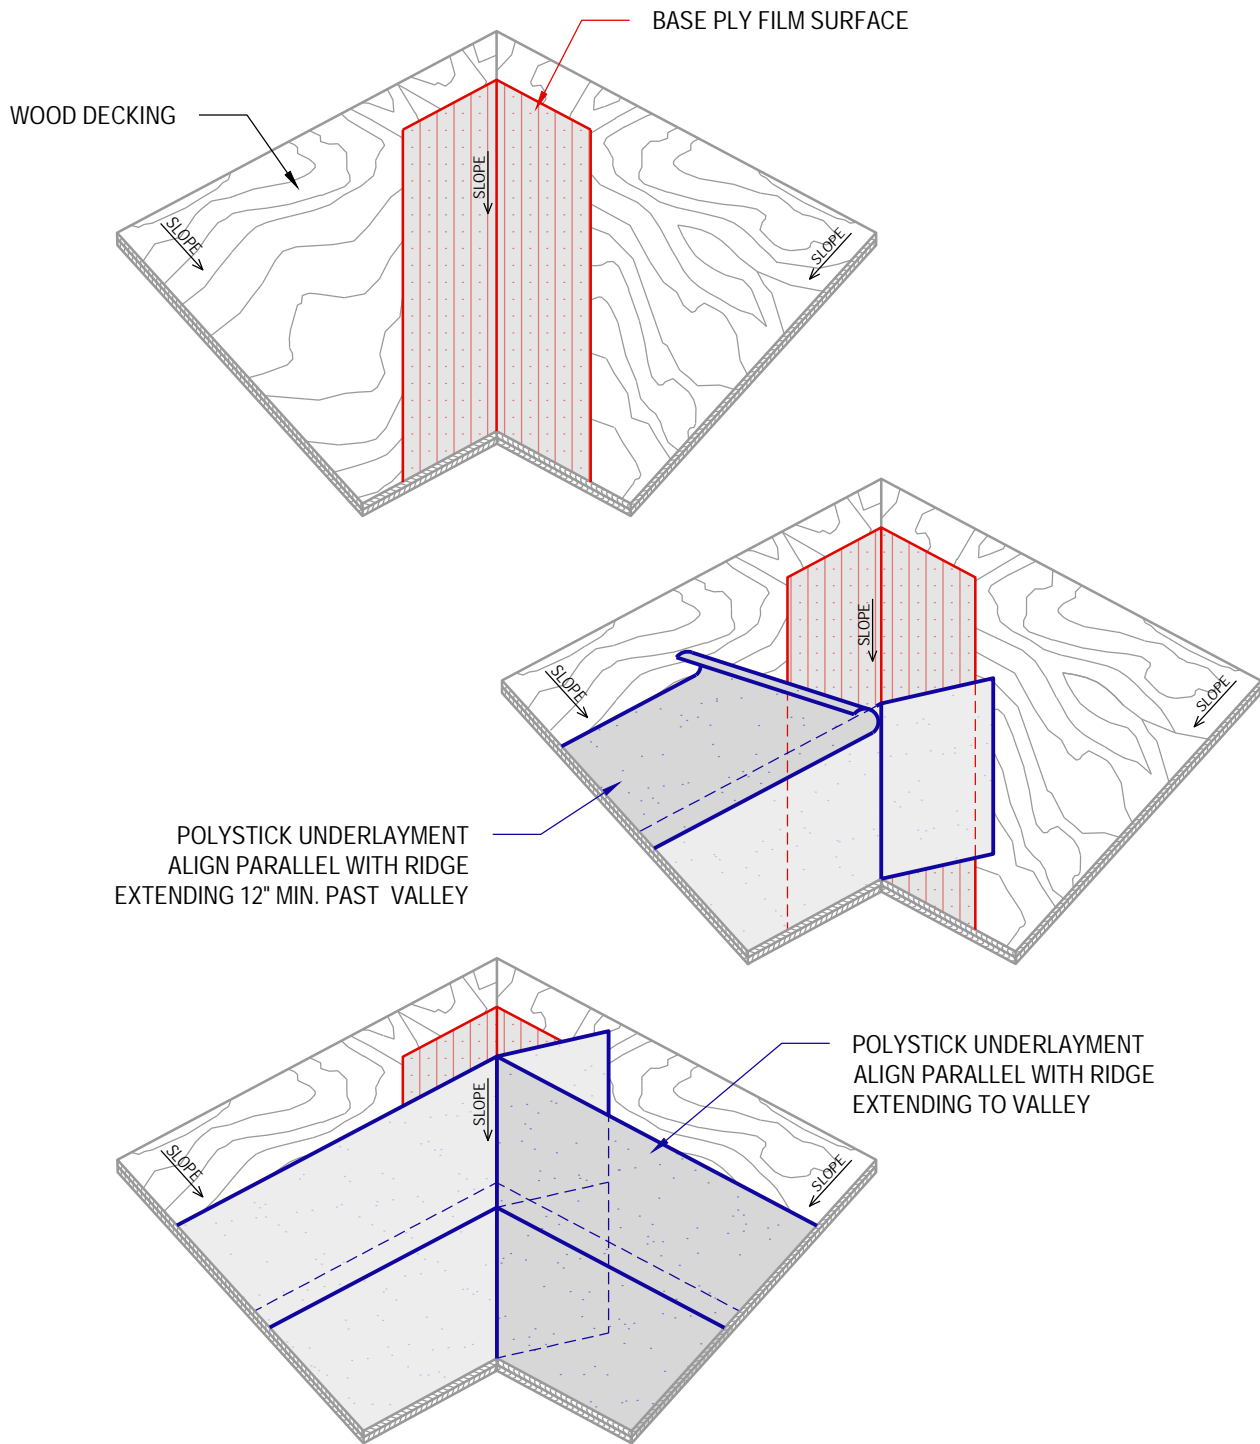 BASE PLY FILM SURFACE
WOOD DECKING
SLOPE
SLOPE
SLOPE
SLOPE
SLOPE
SLOPE
POLYSTICK UNDERLAYMENT
ALIGN PARALLEL WITH RIDGE
EXTENDING 12" MIN. PAST VALLEY
POLYSTICK UNDERLAYMENT
ALIGN PARALLEL WITH RIDGE
EXTENDING TO VALLEY
SLOPE
SLOPE
SLOPE